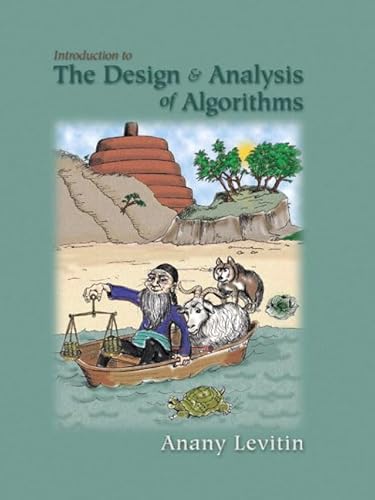 Introduction to
The Design & Analysis
of Algorithms
Anany Levitin